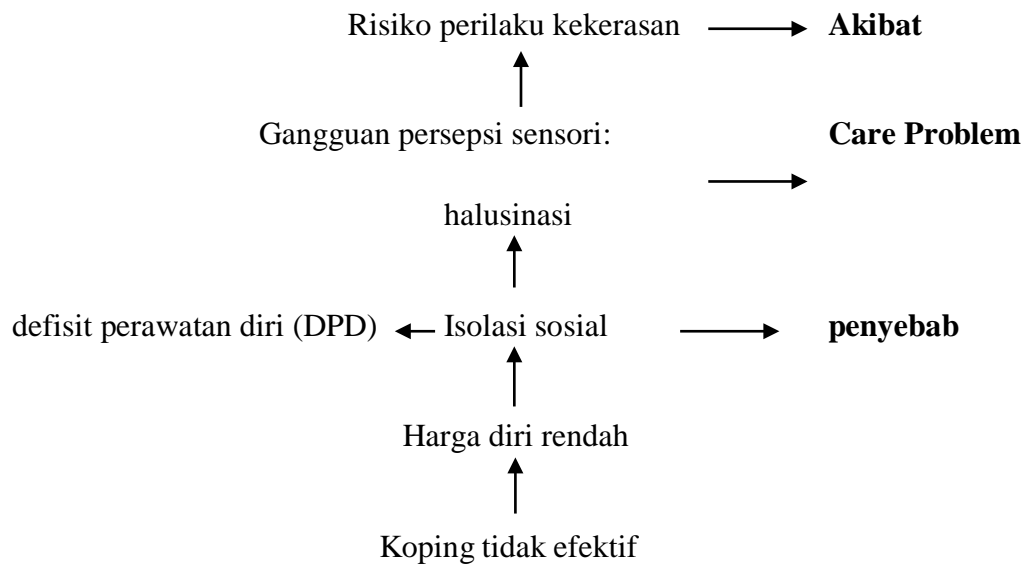 Risiko perilaku kekerasan Akibat
Gangguan persepsi sensori: Care Problem
halusinasi
defisit perawatan diri (DPD) Isolasi sosial penyebab
Harga diri rendah
Koping tidak efektif